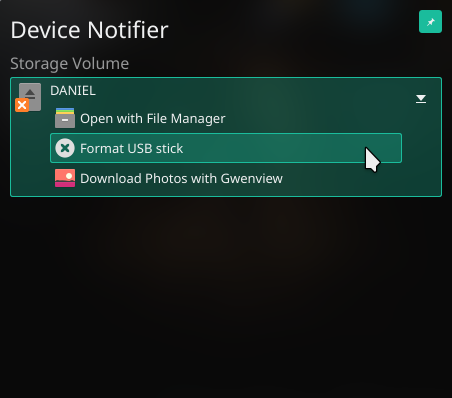 Device Notifier
Storage Volume
DANIEL
Open with File Manager
Format USB stick
Download Photos with Gwenview